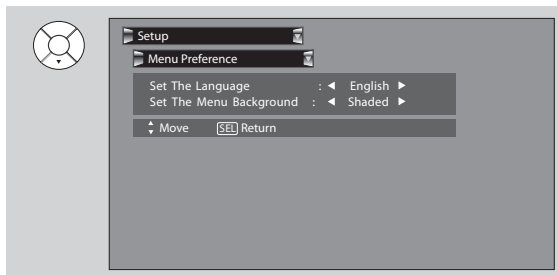 Setup
Menu Preference
Set The Language : ◀ English ▶
Set The Menu Background : ◀ Shaded ▶
Move SEL Return